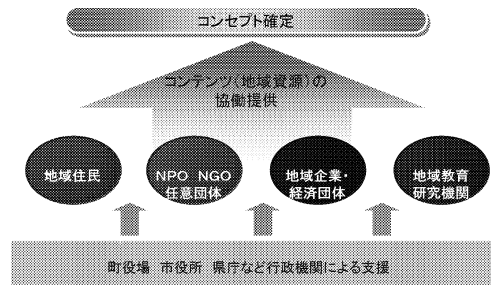 コンセプト確定
コンテンツ（地域資源）の
協働提供
地域住民
NPO NGO
任意団体
地域企業・
経済団体
地域教育
研究機関
町役場 市役所 県庁など行政機関による支援